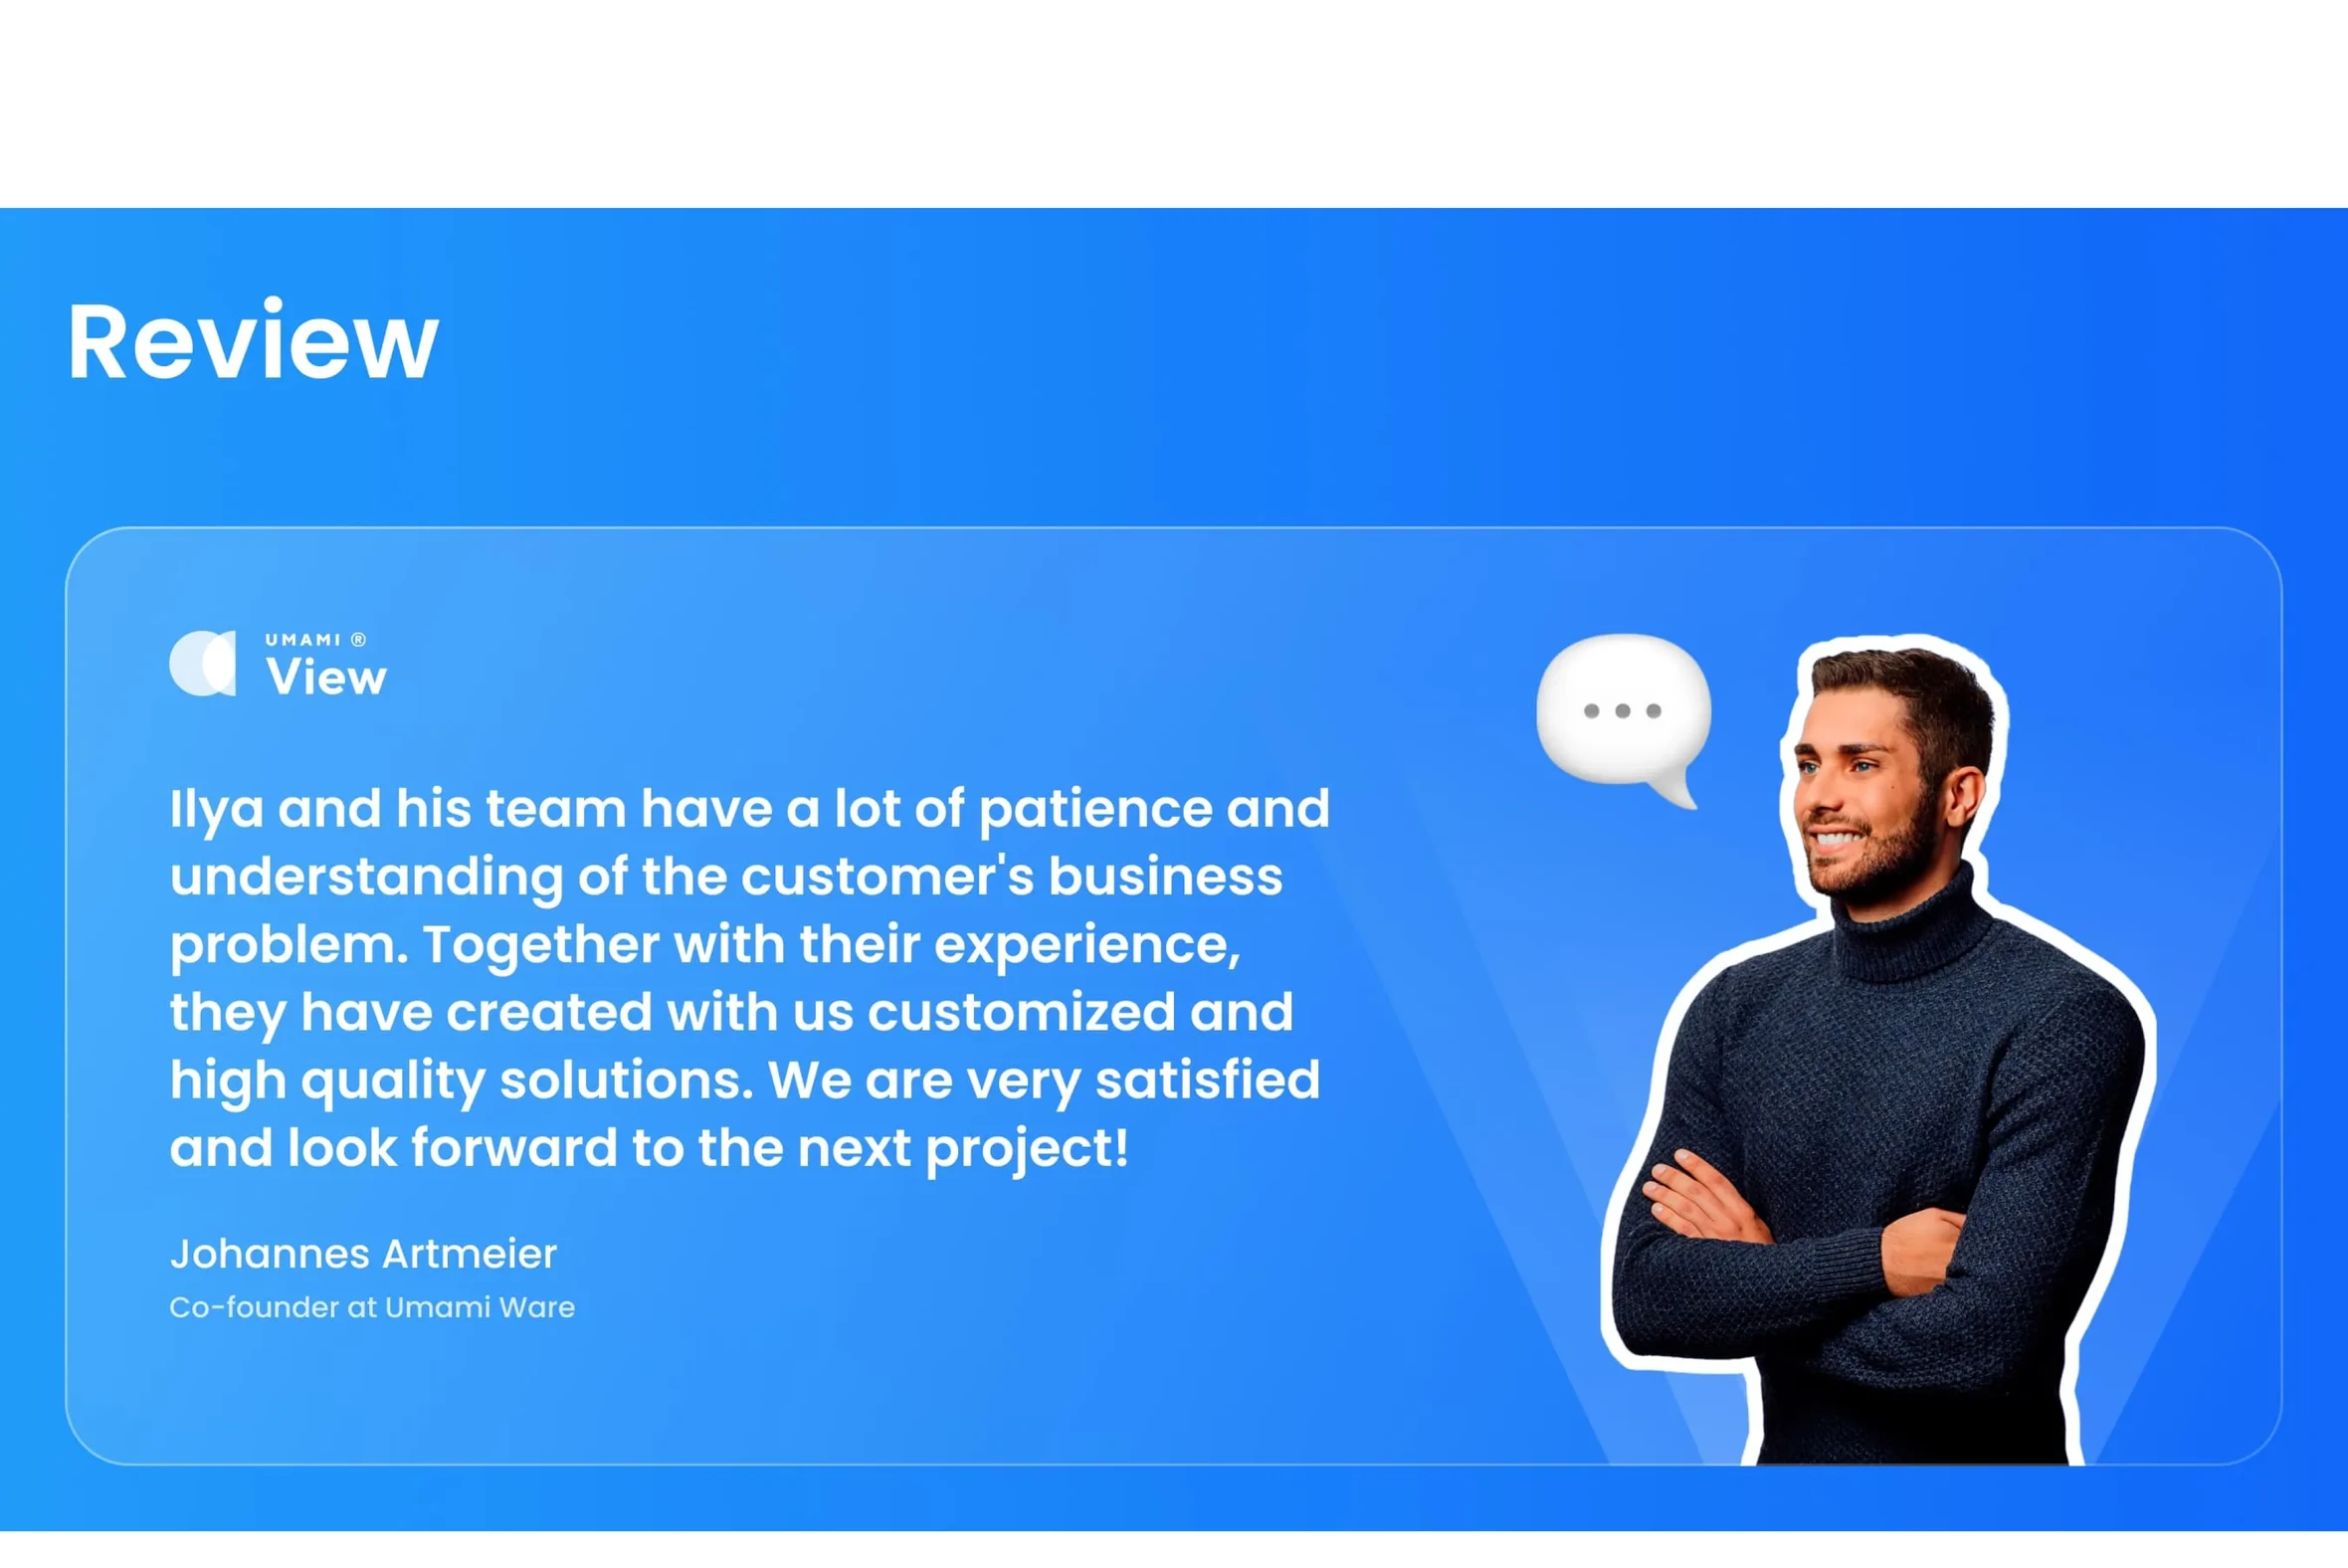 Review
UMAMI ®
View
Ilya and his team have a lot of patience and
understanding of the customer's business
problem. Together with their experience,
they have created with us customized and
high quality solutions. We are very satisfied
and look forward to the next project!
Johannes Artmeier
Co-founder at Umami Ware